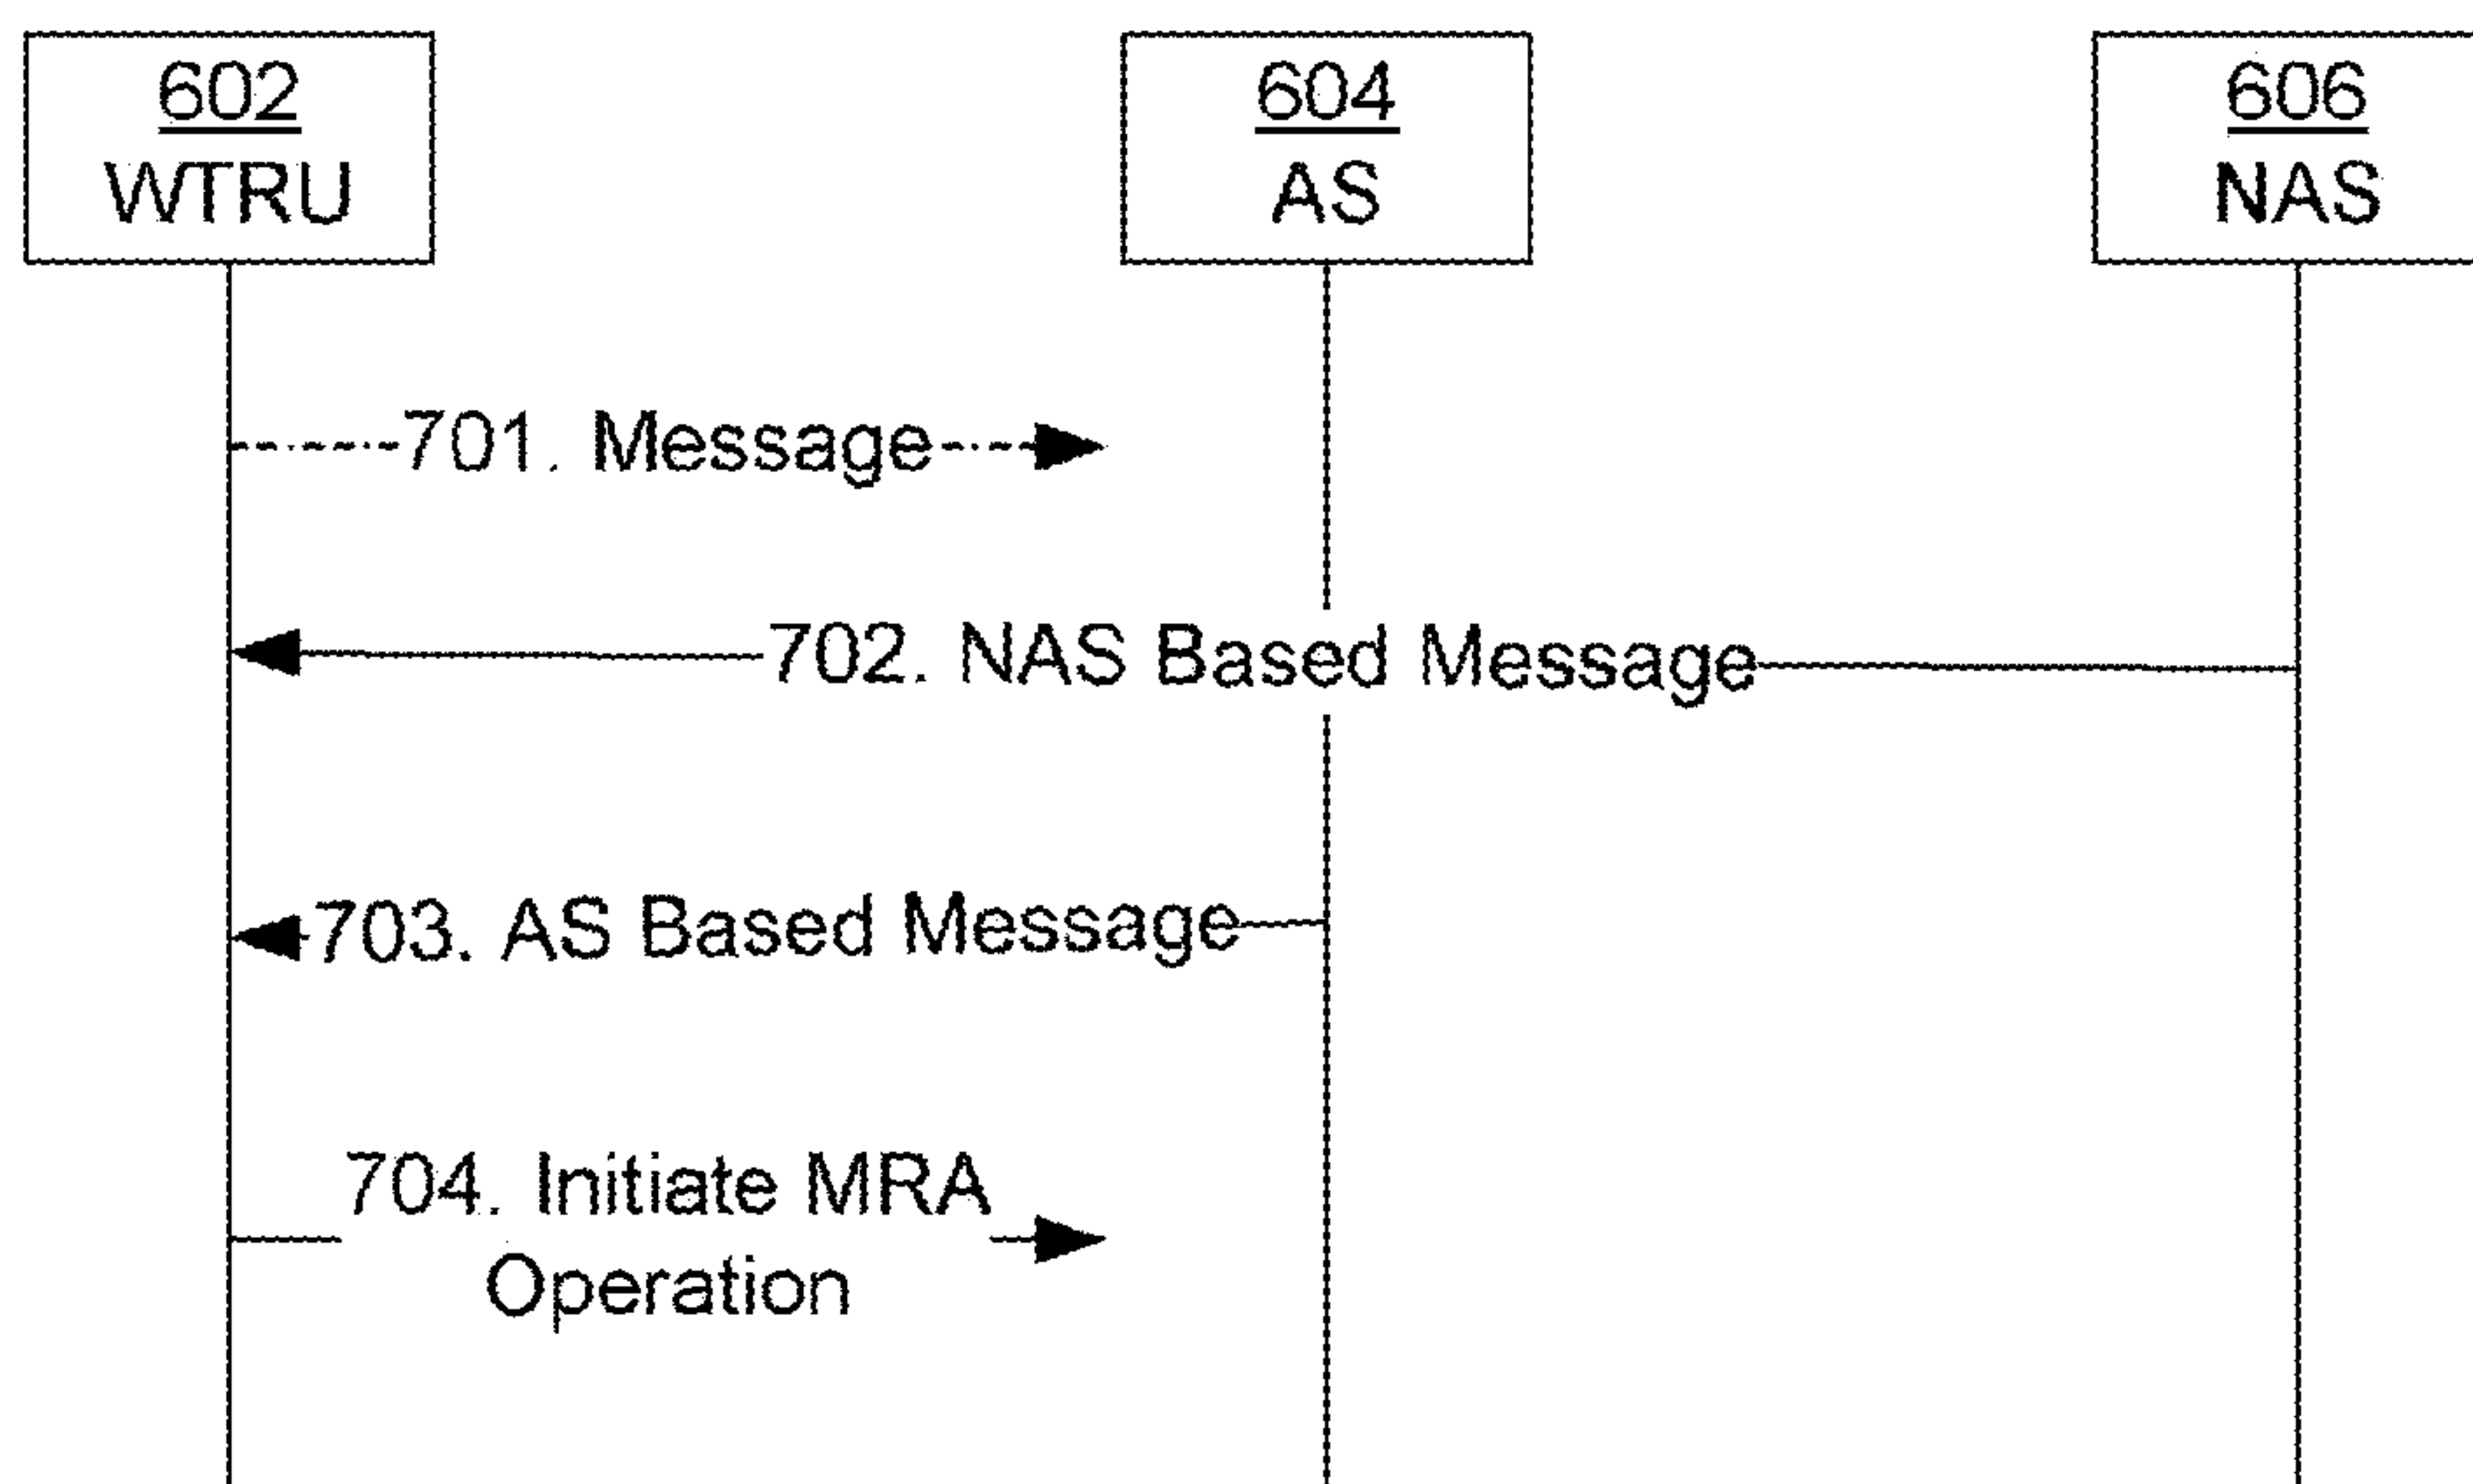 602
WTRU
604
AS
606
NAS
701. Message
702. NAS Based Message
703. AS Based Message
704. Initiate MRA
Operation